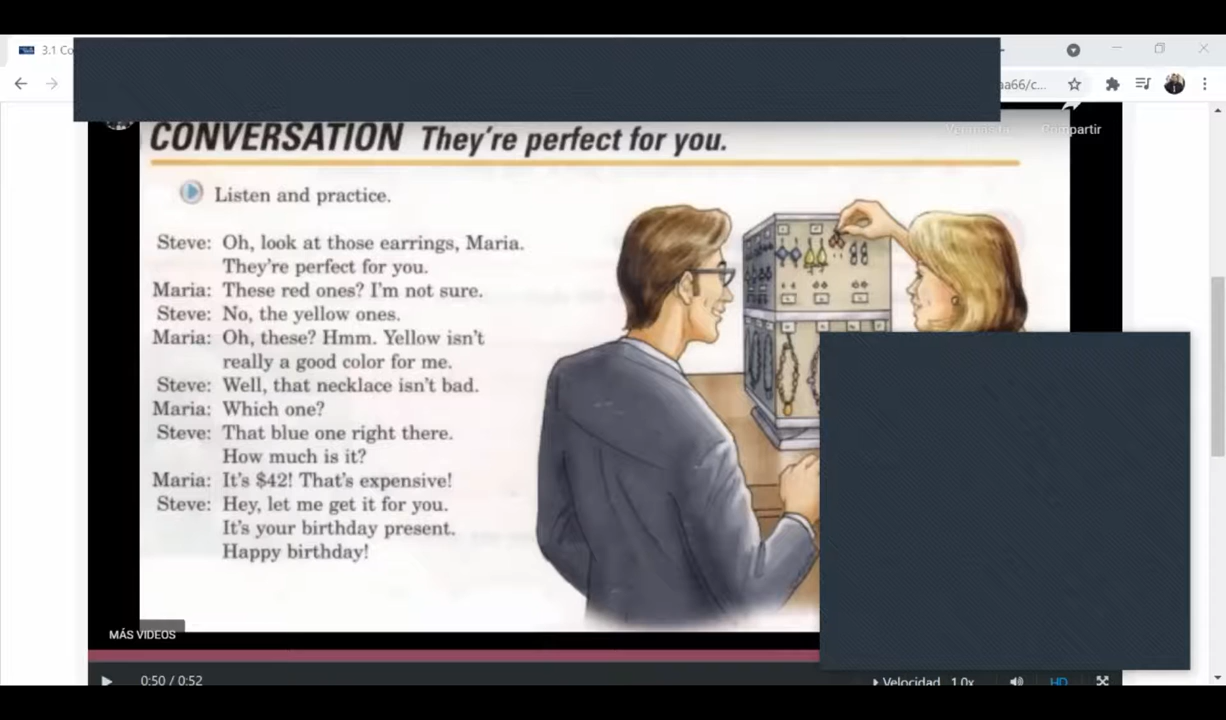 3.1 Co
aa66/c...
Compartir
CONVERSATION They're perfect for you.
Listen and practice.
Steve: Oh, look at those earrings, Maria.
They're perfect for you.
Maria: These red ones? I'm not sure.
Steve: No, the yellow ones.
Maria: Oh, these? Hmm. Yellow isn't
really a good color for me.
Steve: Well, that necklace isn't bad.
Maria: Which one?
Steve: That blue one right there.
How much is it?
Maria: It's $42! That's expensive!
Steve: Hey, let me get it for you.
It's your birthday present.
Happy birthday!
MÁS VIDEOS
0:50 / 0:52
Velocidad 1.0x
HD